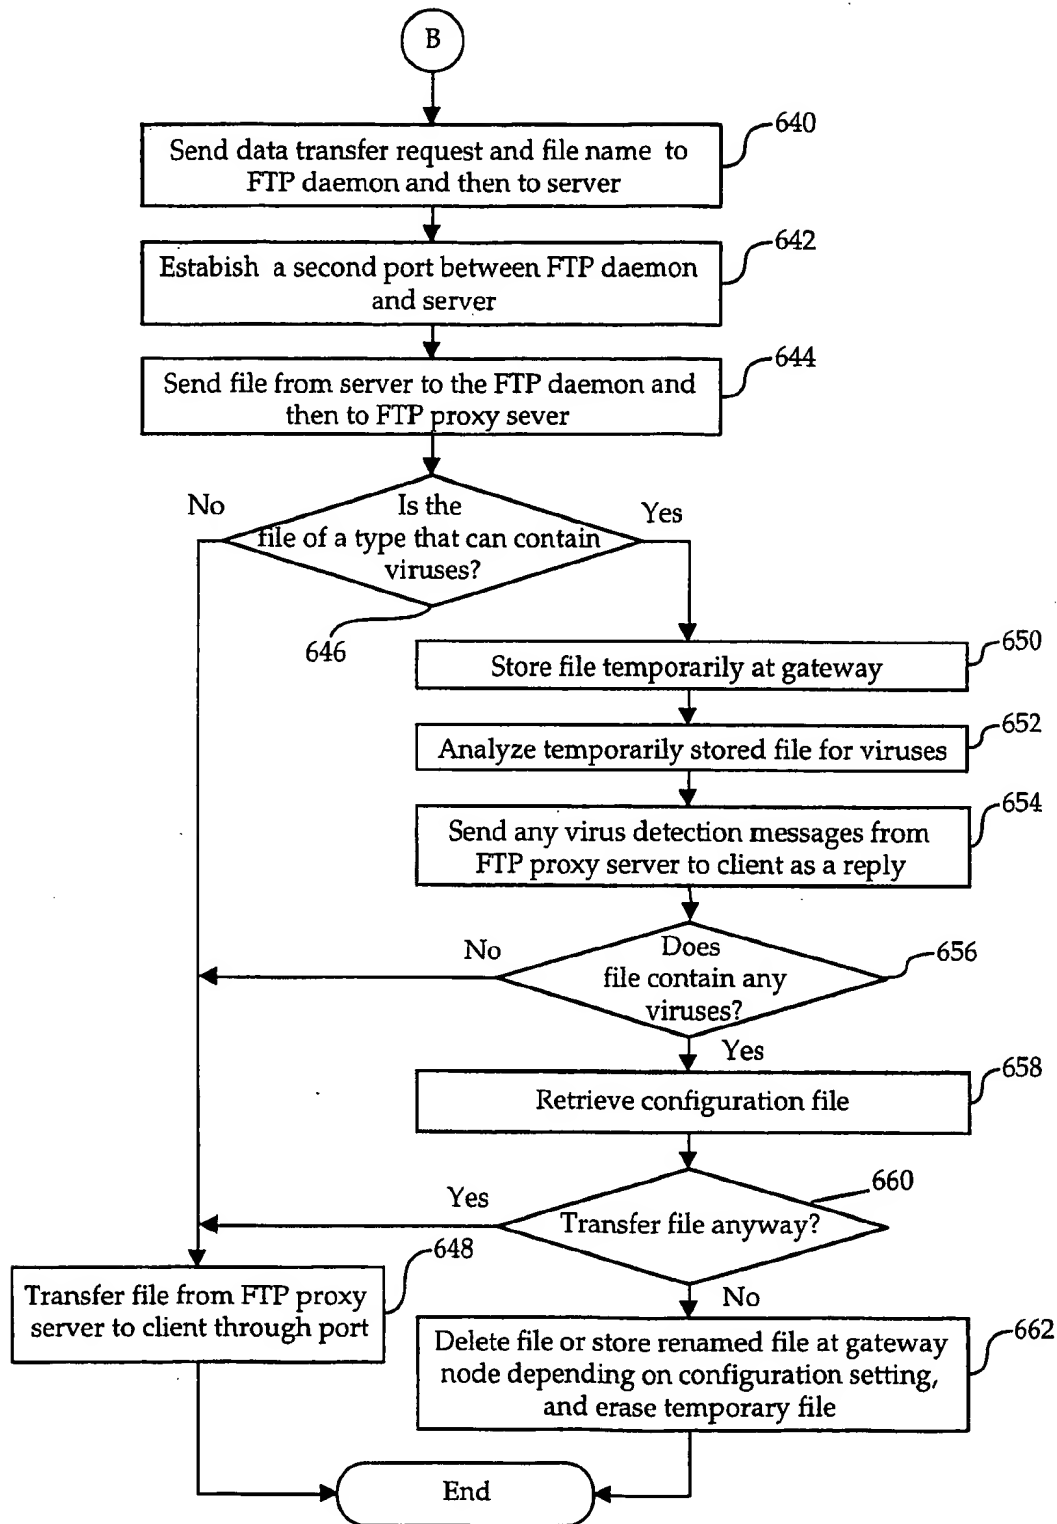 B
640
Send data transfer request and file name to
FTP daemon and then to server
642
Estabish a second port between FTP daemon
and server
644
Send file from server to the FTP daemon and
then to FTP proxy sever
No
Is the
file of a type that can contain
viruses?
Yes
646
650
Store file temporarily at gateway
652
Analyze temporarily stored file for viruses
654
Send any virus detection messages from
FTP proxy server to client as a reply
No
Does
file contain any
viruses?
656
Yes
658
Retrieve configuration file
660
Yes
Transfer file anyway?
648
Transfer file from FTP proxy
server to client through port
No
662
Delete file or store renamed file at gateway
node depending on configuration setting,
and erase temporary file
End